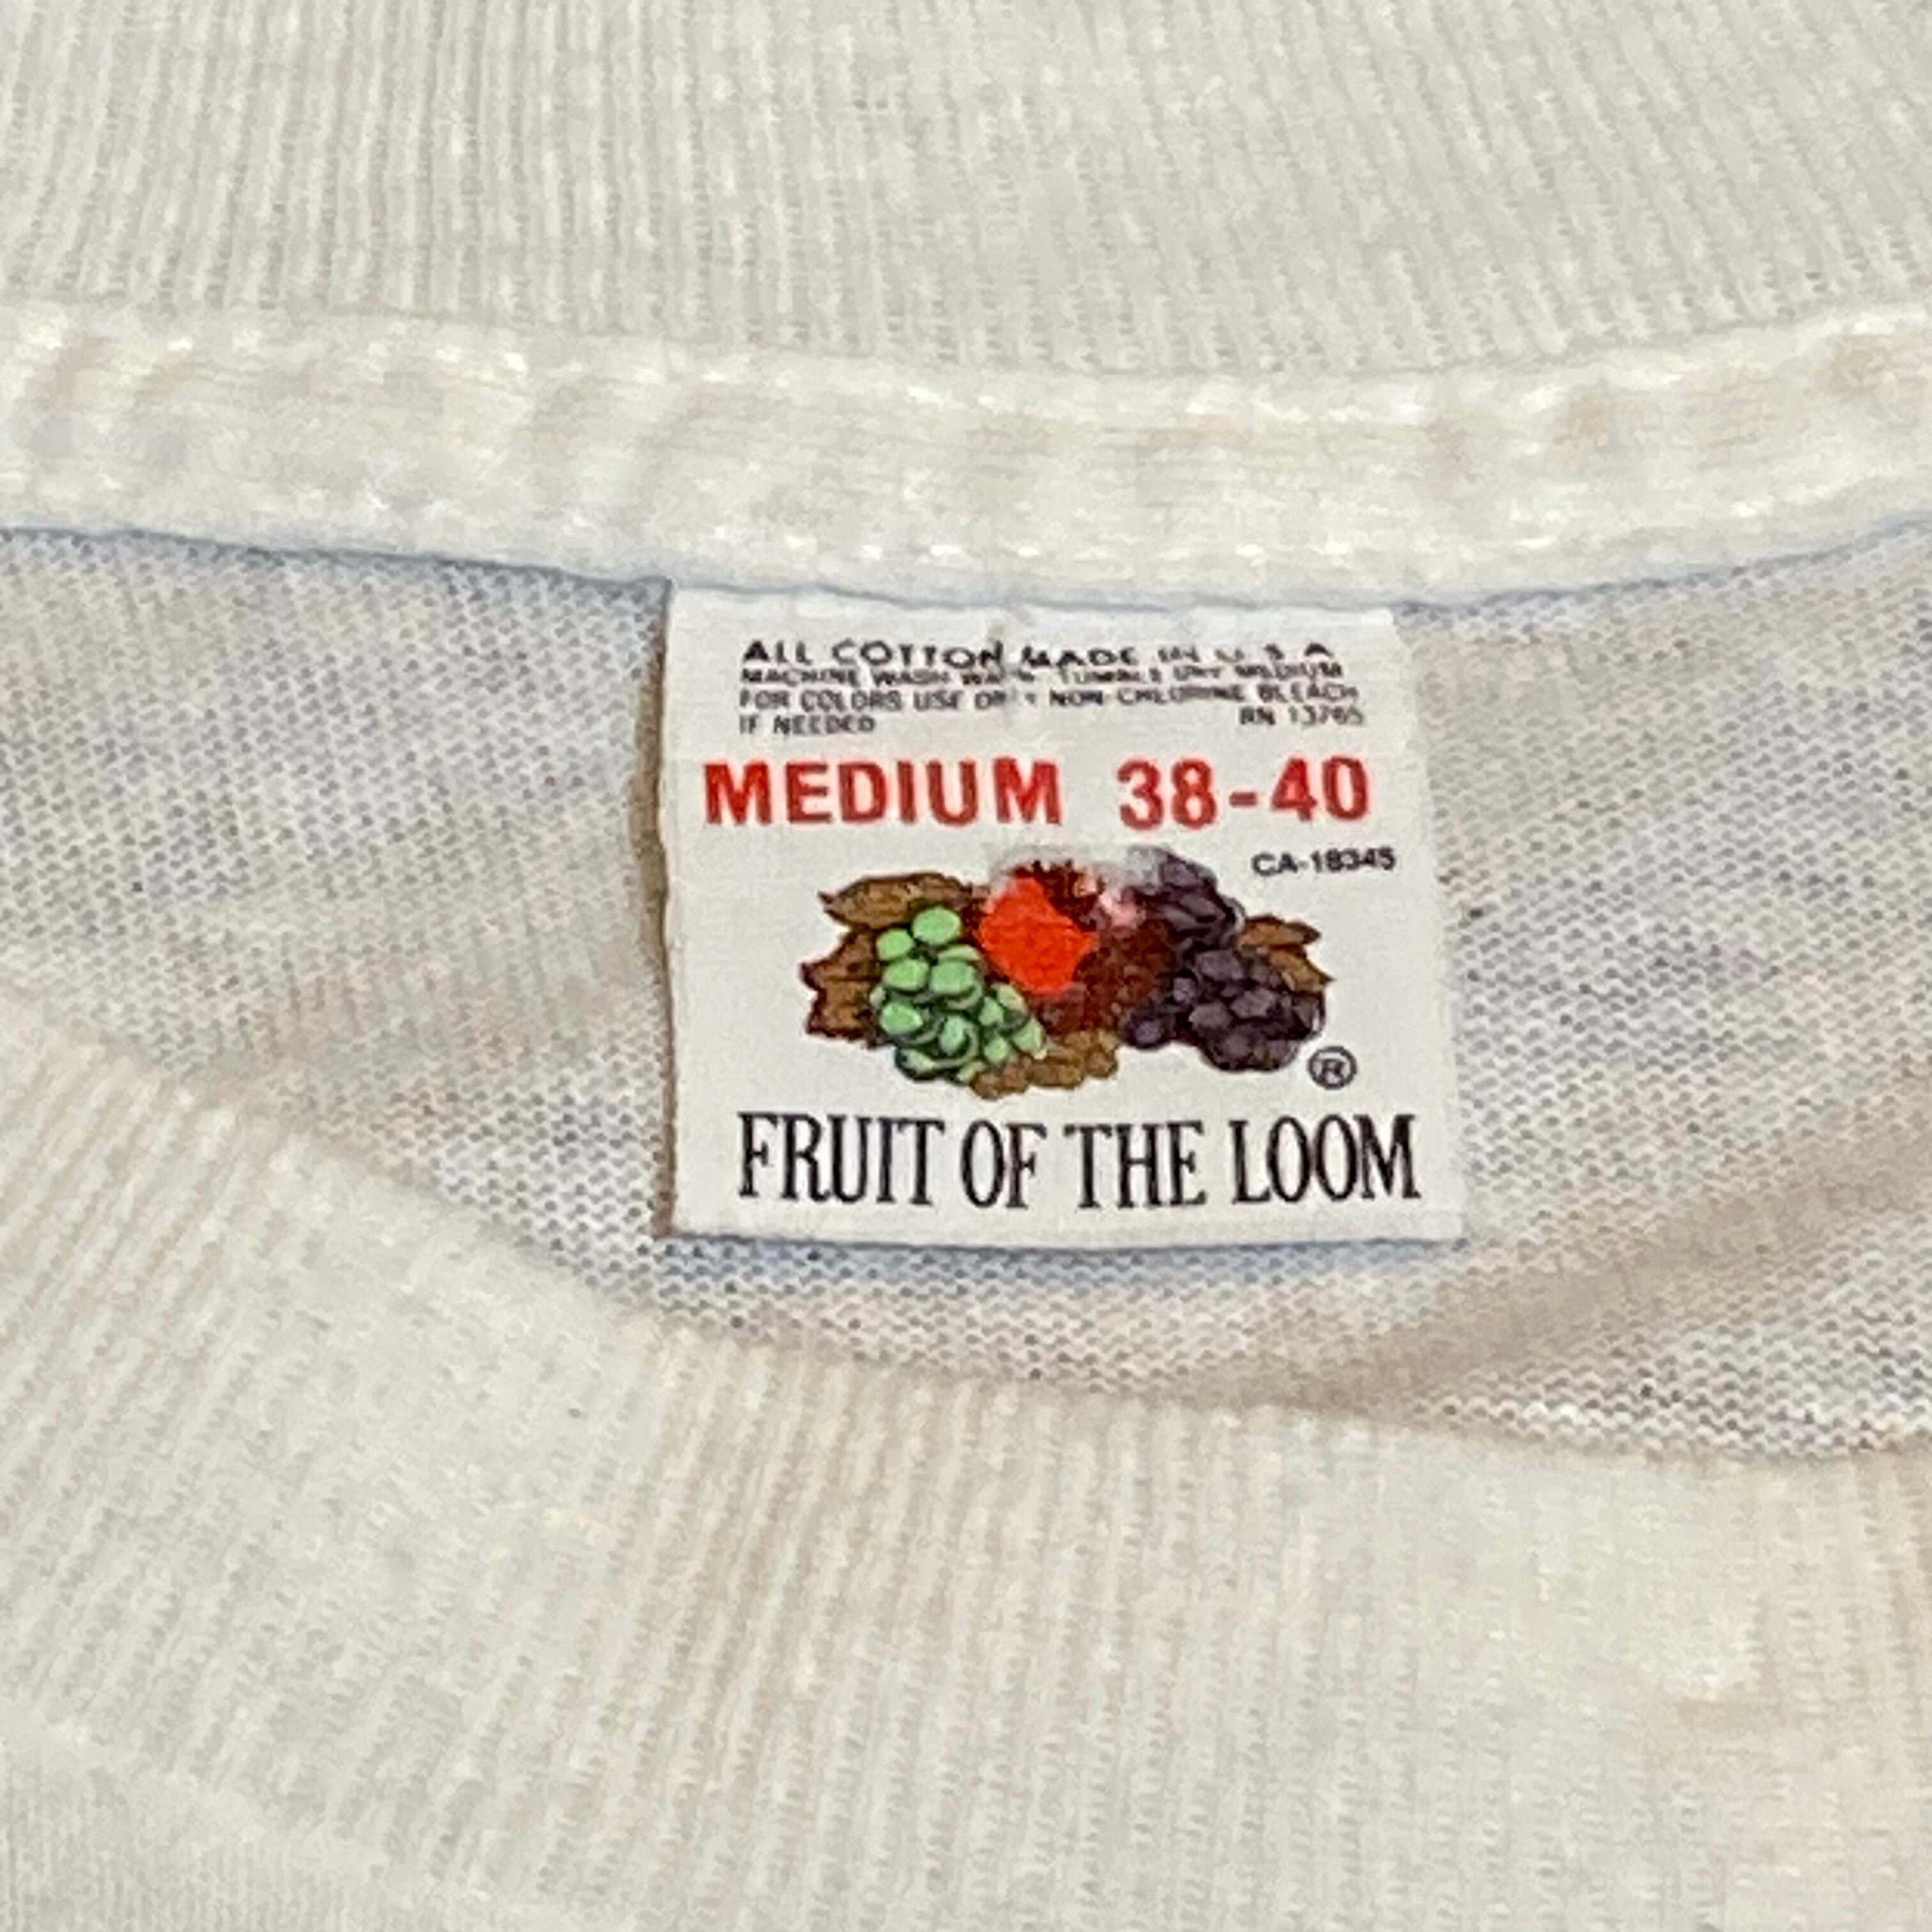 ALL COTTON MADE IN U.S.A
MACHINE WASH WARM TUMBLE DRY MEDIUM
FOR COLORS USE ONLY NON-CHLORINE BLEACH
IF NEEDED RN 13765
MEDIUM 38-40
CA-18345
®
FRUIT OF THE LOOM